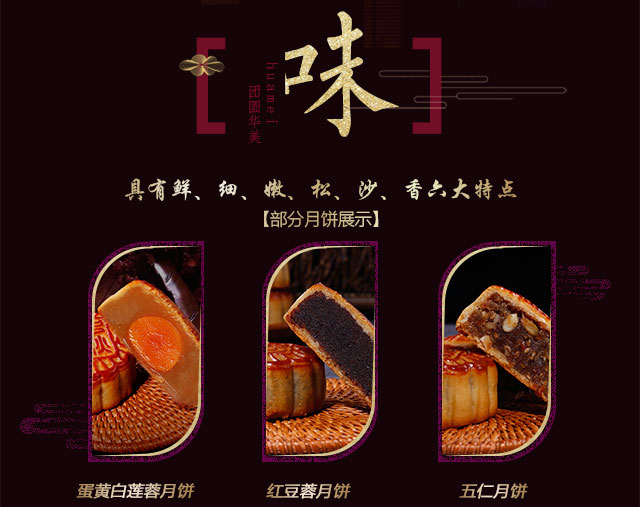 味
huamei
团圆华美
具有鲜、细、嫩、松、沙、香六大特点
【部分月饼展示】
蛋黄白莲蓉月饼
红豆蓉月饼
五仁月饼